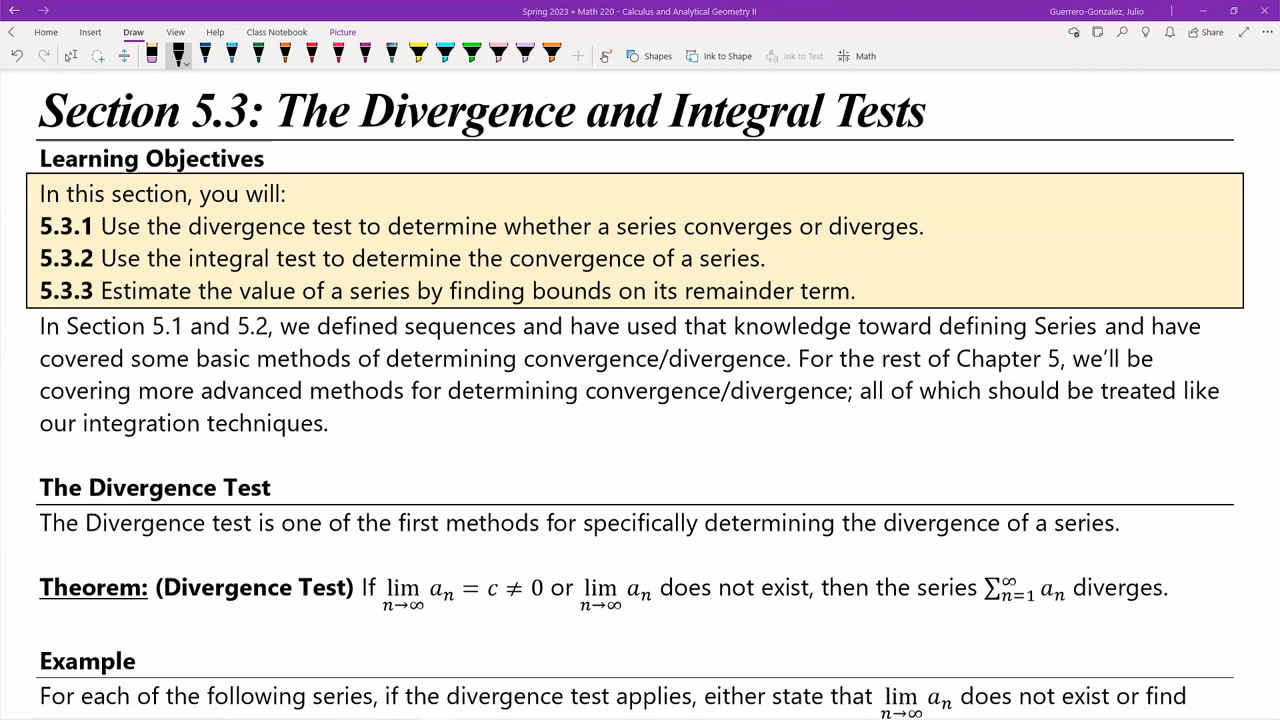 Spring 2023 » Math 220 - Calculus and Analytical Geometry II
Guerrero-Gonzalez, Julio
Home Insert Draw View Help Class Notebook Picture Share
Shapes Ink to Shape Ink to Text Math
Section 5.3: The Divergence and Integral Tests
Learning Objectives
In this section, you will:
5.3.1 Use the divergence test to determine whether a series converges or diverges.
5.3.2 Use the integral test to determine the convergence of a series.
5.3.3 Estimate the value of a series by finding bounds on its remainder term.
In Section 5.1 and 5.2, we defined sequences and have used that knowledge toward defining Series and have
covered some basic methods of determining convergence/divergence. For the rest of Chapter 5, we’ll be
covering more advanced methods for determining convergence/divergence; all of which should be treated like
our integration techniques.
The Divergence Test
The Divergence test is one of the first methods for specifically determining the divergence of a series.
Theorem: (Divergence Test) If lim n→∞ aₙ = c ≠ 0 or lim n→∞ aₙ does not exist, then the series ∑ₙ₌₁^∞ aₙ diverges.
Example
For each of the following series, if the divergence test applies, either state that lim n→∞ aₙ does not exist or find